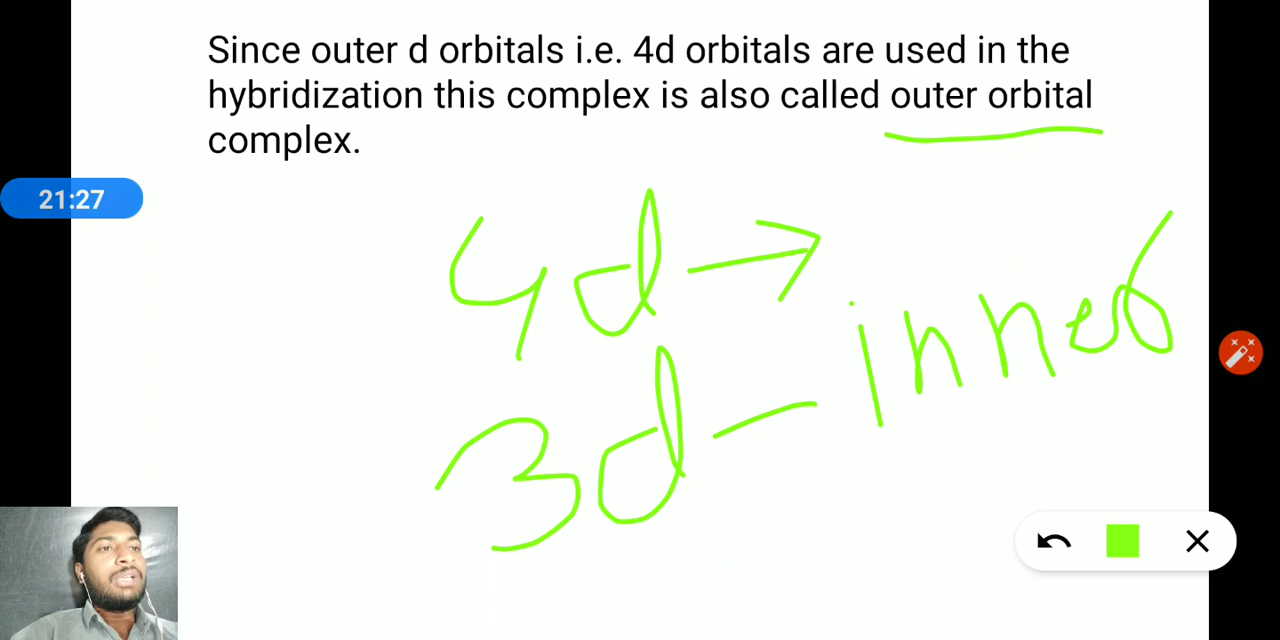 Since outer d orbitals i.e. 4d orbitals are used in the
hybridization this complex is also called outer orbital
complex.
21:27
4d →
3d — inner